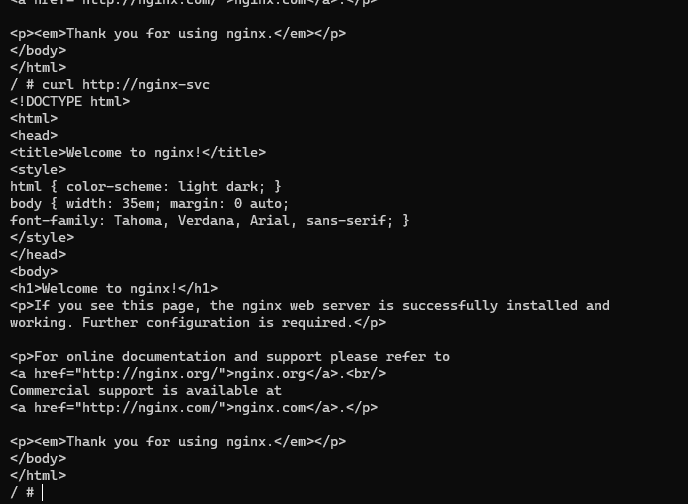 <a href="http://nginx.com/">nginx.com</a>.</p>

<p><em>Thank you for using nginx.</em></p>
</body>
</html>
/ # curl http://nginx-svc
<!DOCTYPE html>
<html>
<head>
<title>Welcome to nginx!</title>
<style>
html { color-scheme: light dark; }
body { width: 35em; margin: 0 auto;
font-family: Tahoma, Verdana, Arial, sans-serif; }
</style>
</head>
<body>
<h1>Welcome to nginx!</h1>
<p>If you see this page, the nginx web server is successfully installed and
working. Further configuration is required.</p>

<p>For online documentation and support please refer to
<a href="http://nginx.org/">nginx.org</a>.<br/>
Commercial support is available at
<a href="http://nginx.com/">nginx.com</a>.</p>

<p><em>Thank you for using nginx.</em></p>
</body>
</html>
/ #